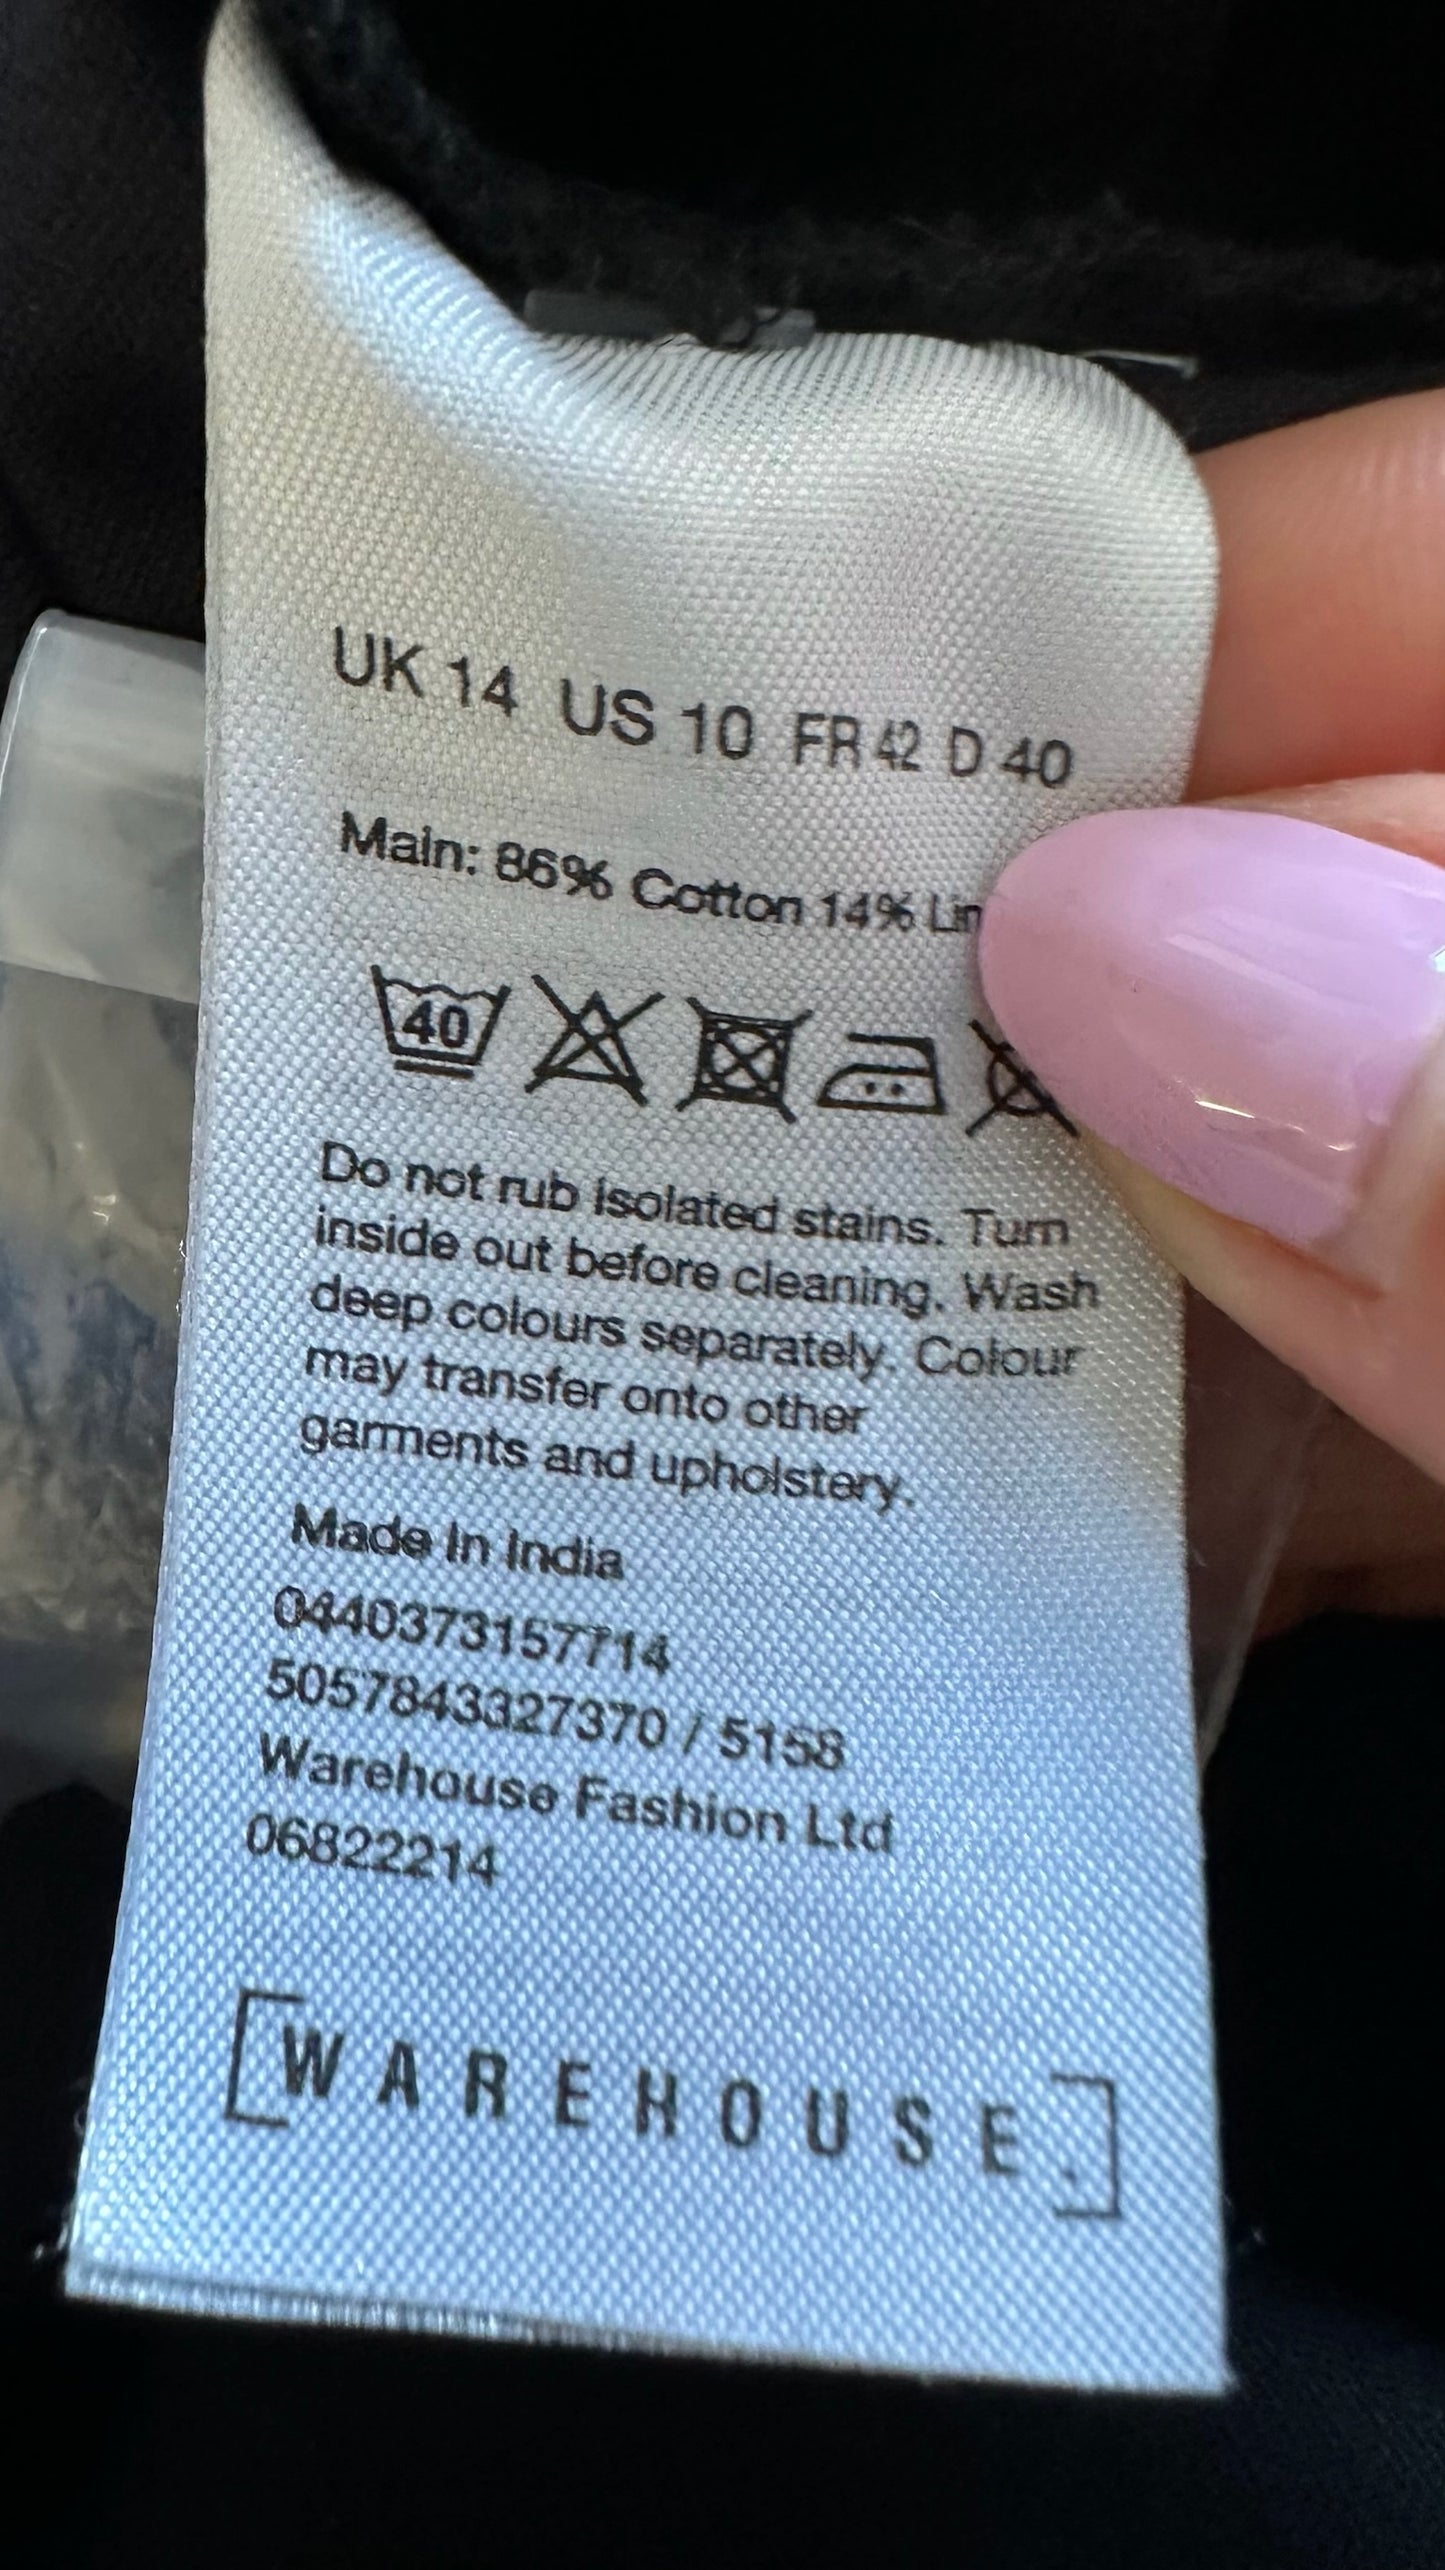 UK 14 US 10 FR 42 D 40
Main: 86% Cotton 14%
40
Do not rub isolated stains. Turn
inside out before cleaning. Wash
deep colours separately. Colour
may transfer onto other
garments and upholstery.
Made In India
0440373157714
5057843327370 / 5158
Warehouse Fashion Ltd
06822214
[WAREHOUSE.]